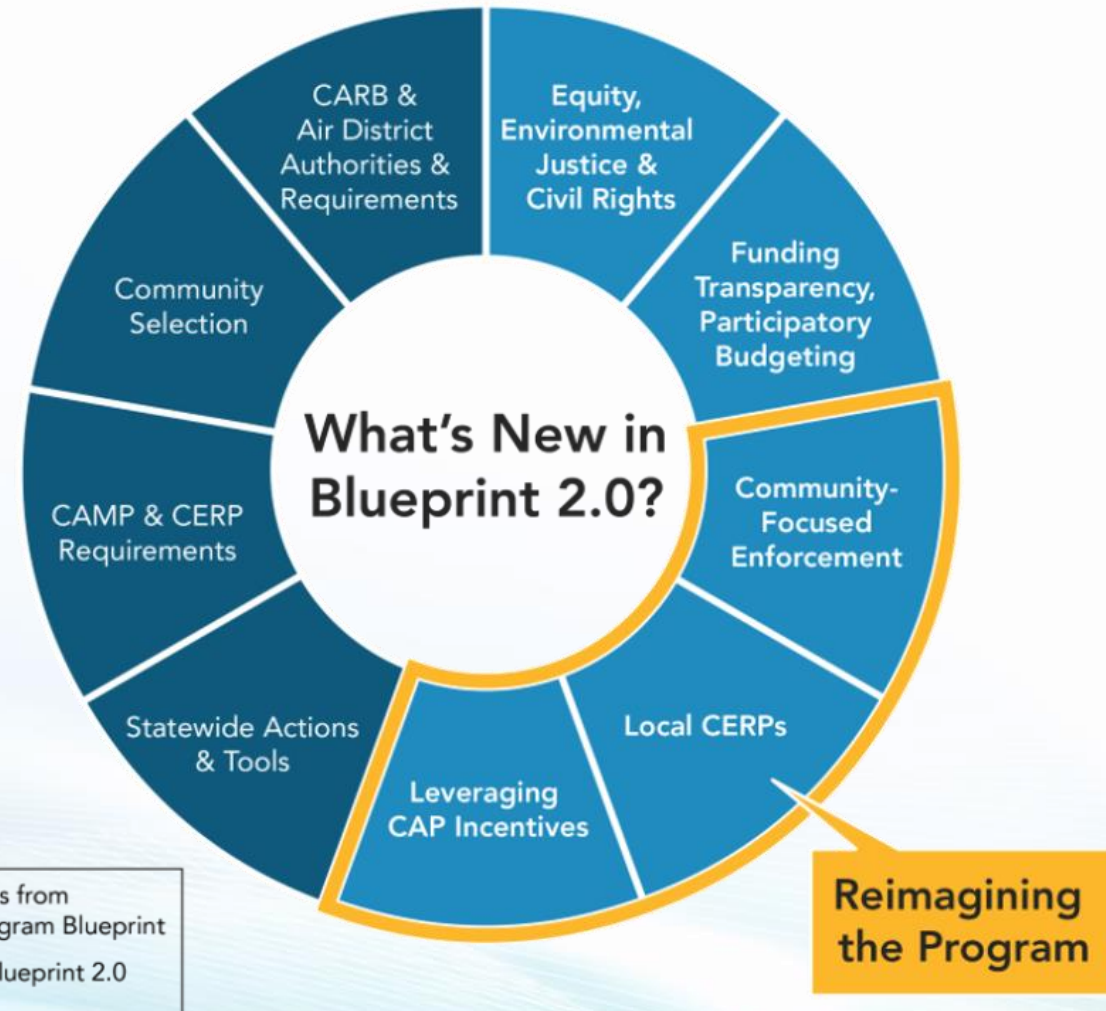 CARB &
Air District
Authorities &
Requirements
Equity,
Environmental
Justice &
Civil Rights
Funding
Transparency,
Participatory
Budgeting
Community
Selection
What's New in
Blueprint 2.0?
Community-
Focused
Enforcement
CAMP & CERP
Requirements
Statewide Actions
& Tools
Local CERPs
Leveraging
CAP Incentives
Reimagining
the Program
from
Blueprint
2.0